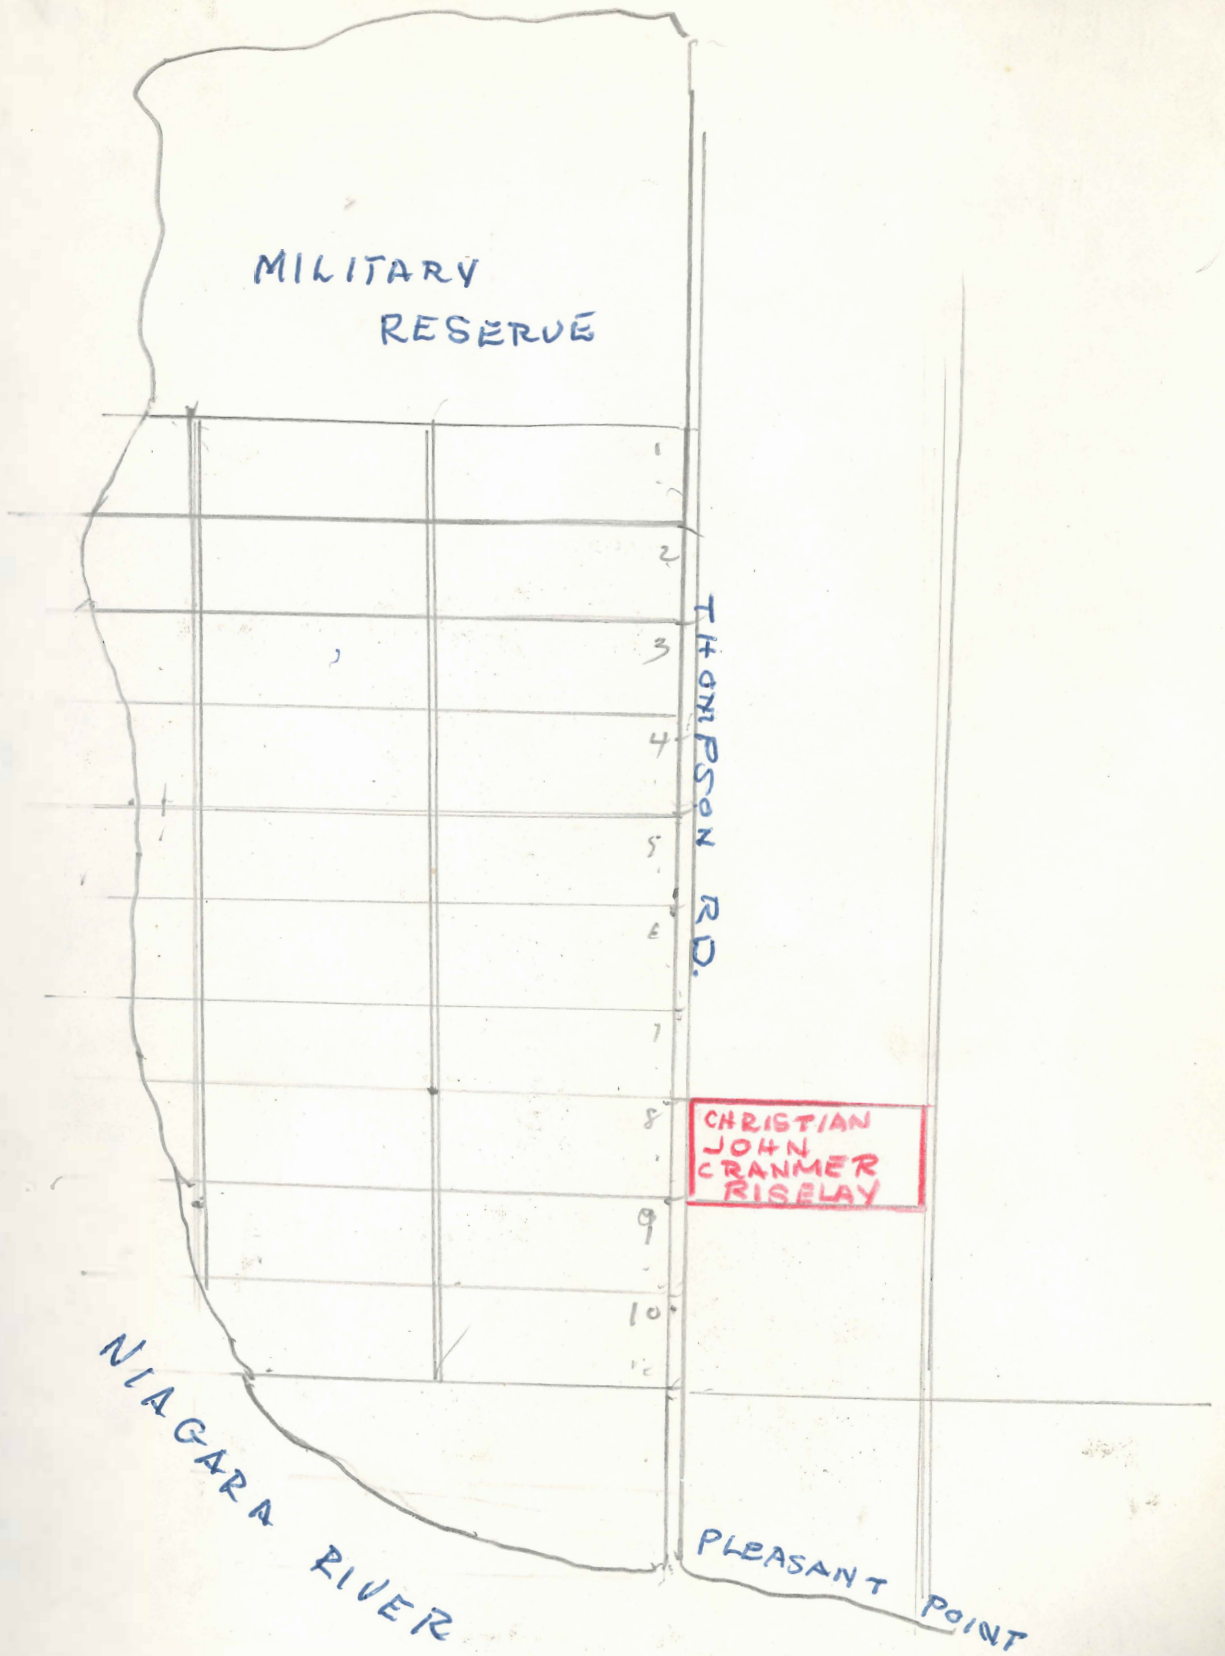 MILITARY
RESERVE
1
2
3
4
5
6
7
8
9
10
THOMPSON RD.
CHRISTIAN
JOHN
CRANMER
RISELAY
NIAGARA RIVER
PLEASANT POINT